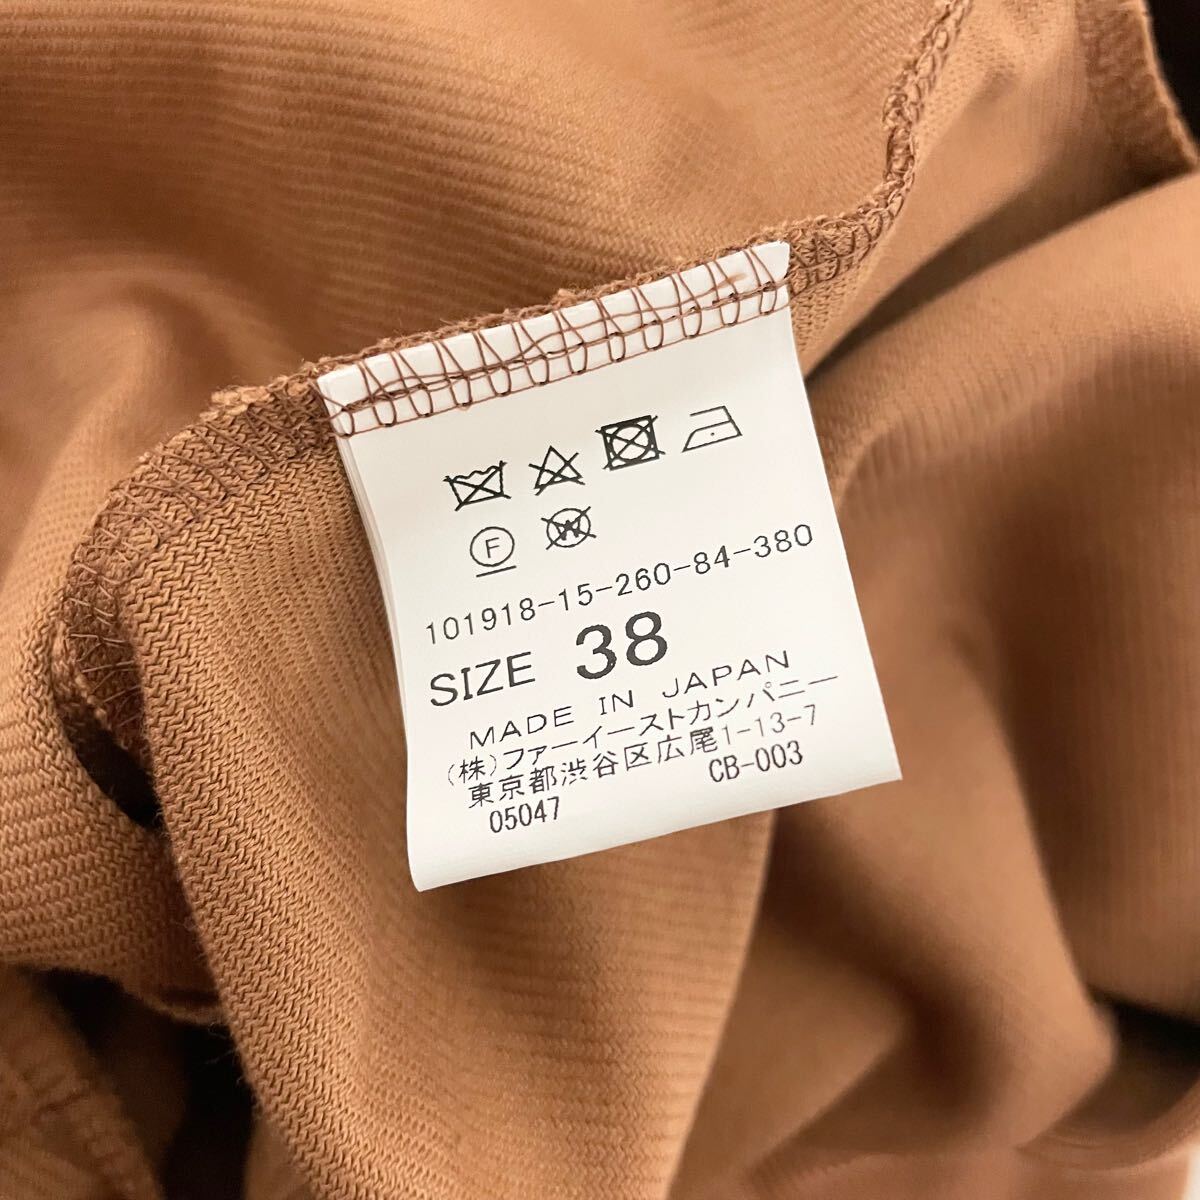 F W
101918-15-260-84-380
SIZE 38
MADE IN JAPAN
(株)ファーイーストカンパニー
東京都渋谷区広尾1-13-7
05047 CB-003